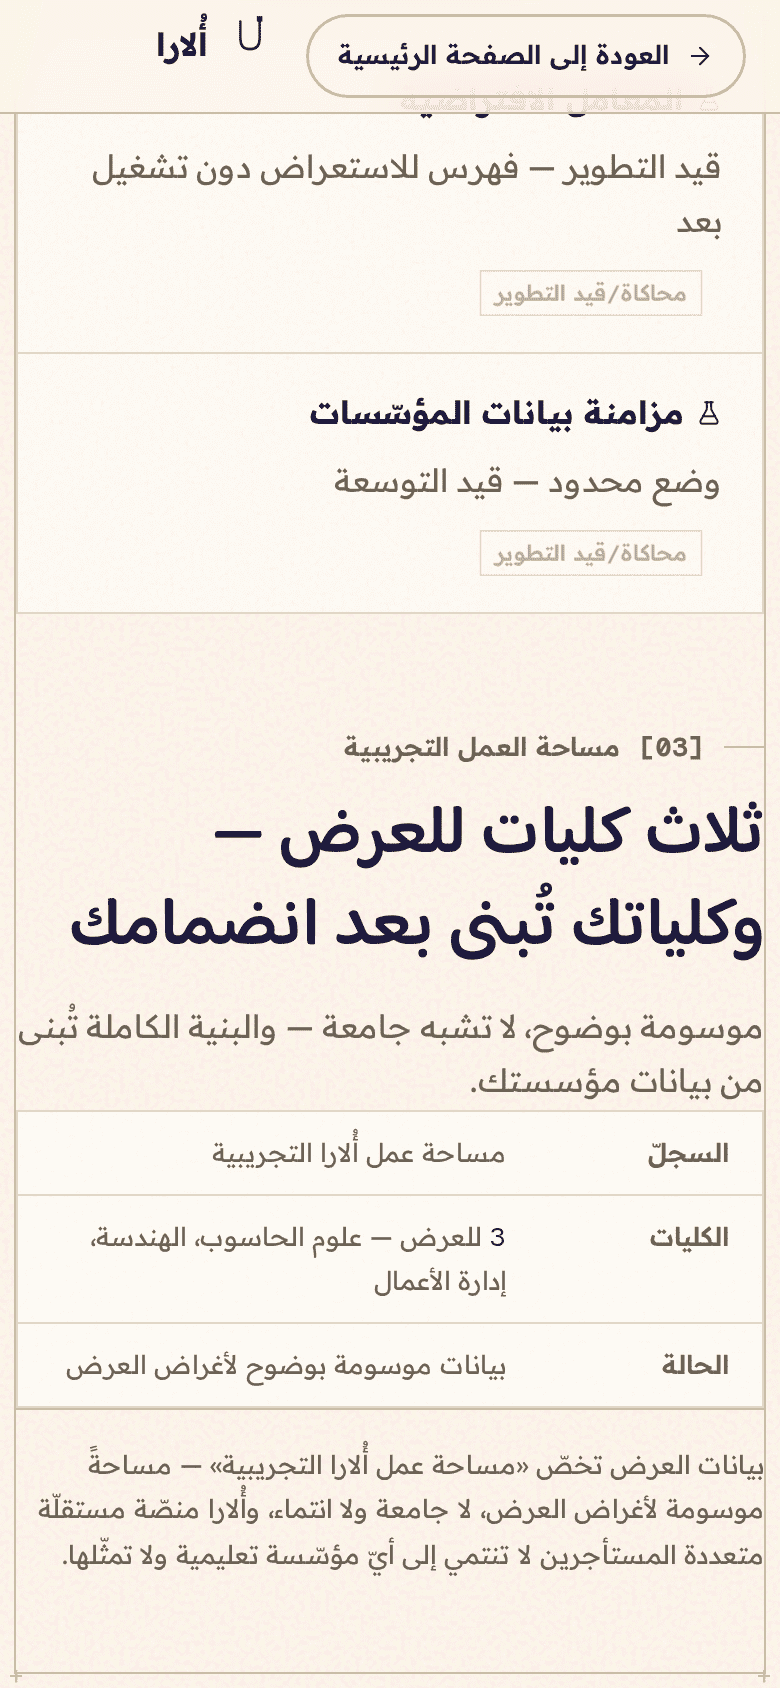 العودة إلى الصفحة الرئيسية
أُلارا
المعامل الافتراضية
قيد التطوير — فهرس للاستعراض دون تشغيل
بعد
محاكاة/قيد التطوير
مزامنة بيانات المؤسّسات
وضع محدود — قيد التوسعة
محاكاة/قيد التطوير
[03] مساحة العمل التجريبية
ثلاث كليات للعرض —
وكلياتك تُبنى بعد انضمامك
موسومة بوضوح، لا تشبه جامعة — والبنية الكاملة تُبنى
من بيانات مؤسستك.
السجلّ
مساحة عمل أُلارا التجريبية
الكليات
3 للعرض — علوم الحاسوب، الهندسة،
إدارة الأعمال
الحالة
بيانات موسومة بوضوح لأغراض العرض
بيانات العرض تخصّ «مساحة عمل أُلارا التجريبية» — مساحةً
موسومة لأغراض العرض، لا جامعة ولا انتماء، وأُلارا منصّة مستقلّة
متعددة المستأجرين لا تنتمي إلى أيّ مؤسّسة تعليمية ولا تمثّلها.